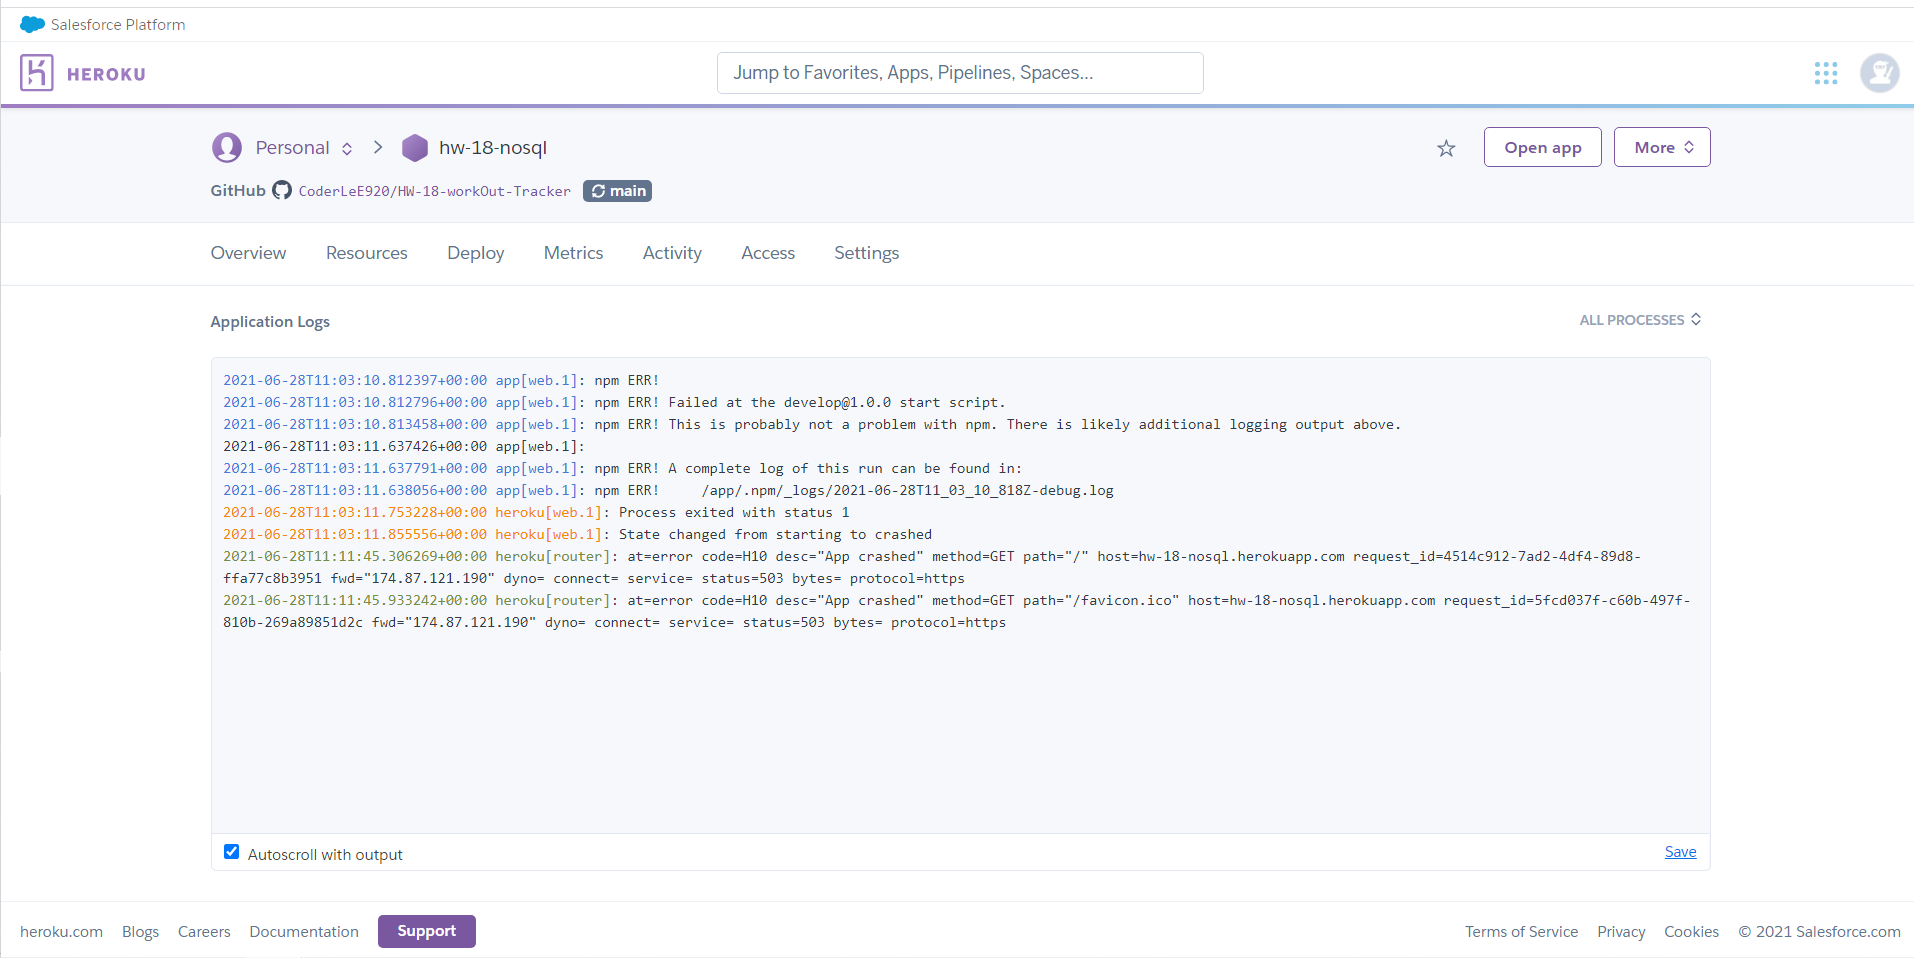 Salesforce Platform
HEROKU
Jump to Favorites, Apps, Pipelines, Spaces...
Personal
hw-18-nosql
Open app
More
GitHub CoderLeE920/HW-18-workOut-Tracker main
Overview Resources Deploy Metrics Activity Access Settings
Application Logs
ALL PROCESSES
2021-06-28T11:03:10.812397+00:00 app[web.1]: npm ERR!
2021-06-28T11:03:10.812796+00:00 app[web.1]: npm ERR! Failed at the develop@1.0.0 start script.
2021-06-28T11:03:10.813458+00:00 app[web.1]: npm ERR! This is probably not a problem with npm. There is likely additional logging output above.
2021-06-28T11:03:11.637426+00:00 app[web.1]:
2021-06-28T11:03:11.637791+00:00 app[web.1]: npm ERR! A complete log of this run can be found in:
2021-06-28T11:03:11.638056+00:00 app[web.1]: npm ERR!     /app/.npm/_logs/2021-06-28T11_03_10_818Z-debug.log
2021-06-28T11:03:11.753228+00:00 heroku[web.1]: Process exited with status 1
2021-06-28T11:03:11.855556+00:00 heroku[web.1]: State changed from starting to crashed
2021-06-28T11:11:45.306269+00:00 heroku[router]: at=error code=H10 desc="App crashed" method=GET path="/" host=hw-18-nosql.herokuapp.com request_id=4514c912-7ad2-4df4-89d8-
ffa77c8b3951 fwd="174.87.121.190" dyno= connect= service= status=503 bytes= protocol=https
2021-06-28T11:11:45.933242+00:00 heroku[router]: at=error code=H10 desc="App crashed" method=GET path="/favicon.ico" host=hw-18-nosql.herokuapp.com request_id=5fcd037f-c60b-497f-
810b-269a89851d2c fwd="174.87.121.190" dyno= connect= service= status=503 bytes= protocol=https
Autoscroll with output
Save
heroku.com Blogs Careers Documentation Support
Terms of Service Privacy Cookies © 2021 Salesforce.com